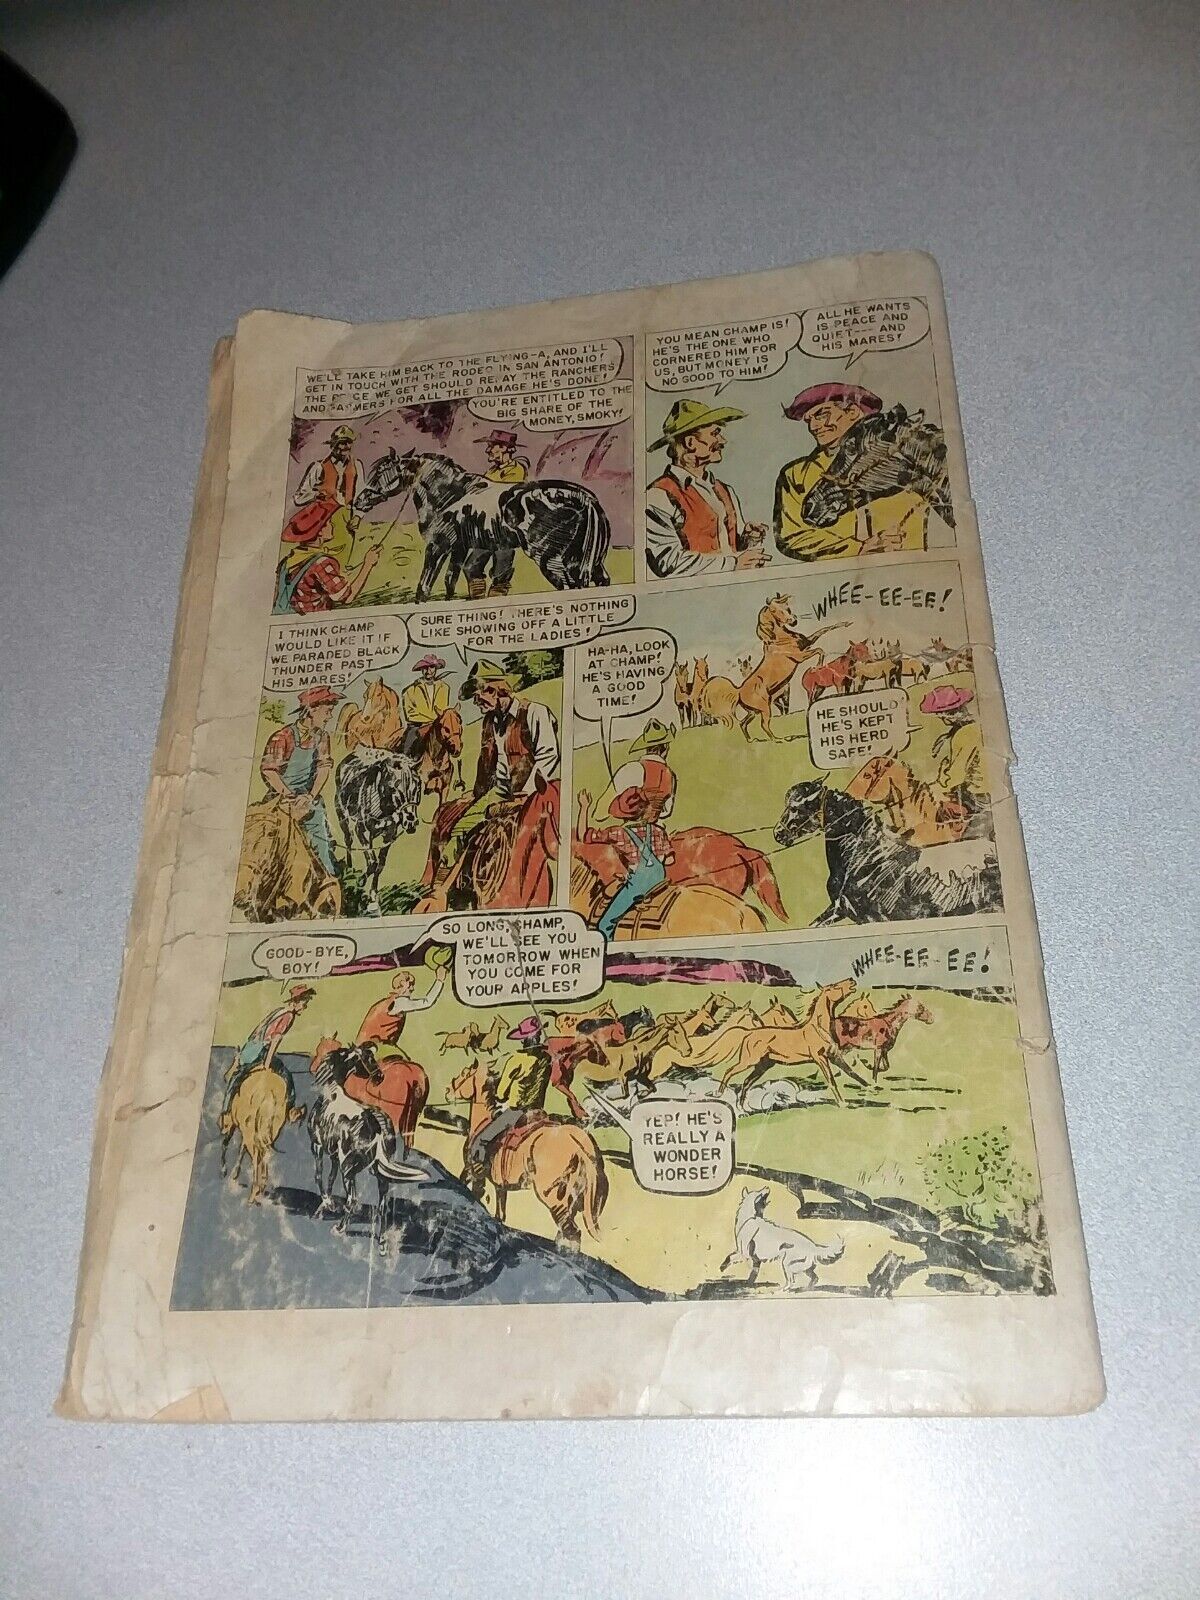 WE'LL TAKE HIM BACK TO THE FLYING-A, AND I'LL
GET IN TOUCH WITH THE RODEO IN SAN ANTONIO!
THE PRICE WE GET SHOULD REPAY THE RANCHERS
AND FARMERS FOR ALL THE DAMAGE HE'S DONE!
YOU'RE ENTITLED TO THE
BIG SHARE OF THE
MONEY, SMOKY!
YOU MEAN CHAMP IS!
HE'S THE ONE WHO
CORNERED HIM FOR
US, BUT MONEY IS
NO GOOD TO HIM!
ALL HE WANTS
IS PEACE AND
QUIET--- AND
HIS MARES!
I THINK CHAMP
WOULD LIKE IT IF
WE PARADED BLACK
THUNDER PAST
HIS MARES!
SURE THING! THERE'S NOTHING
LIKE SHOWING OFF A LITTLE
FOR THE LADIES!
HA-HA, LOOK
AT CHAMP!
HE'S HAVING
A GOOD
TIME!
WHEE-EE-EE!
HE SHOULD!
HE'S KEPT
HIS HERD
SAFE!
GOOD-BYE,
BOY!
SO LONG, CHAMP,
WE'LL SEE YOU
TOMORROW WHEN
YOU COME FOR
YOUR APPLES!
WHEE-EE-EE!
YEP! HE'S
REALLY A
WONDER
HORSE!